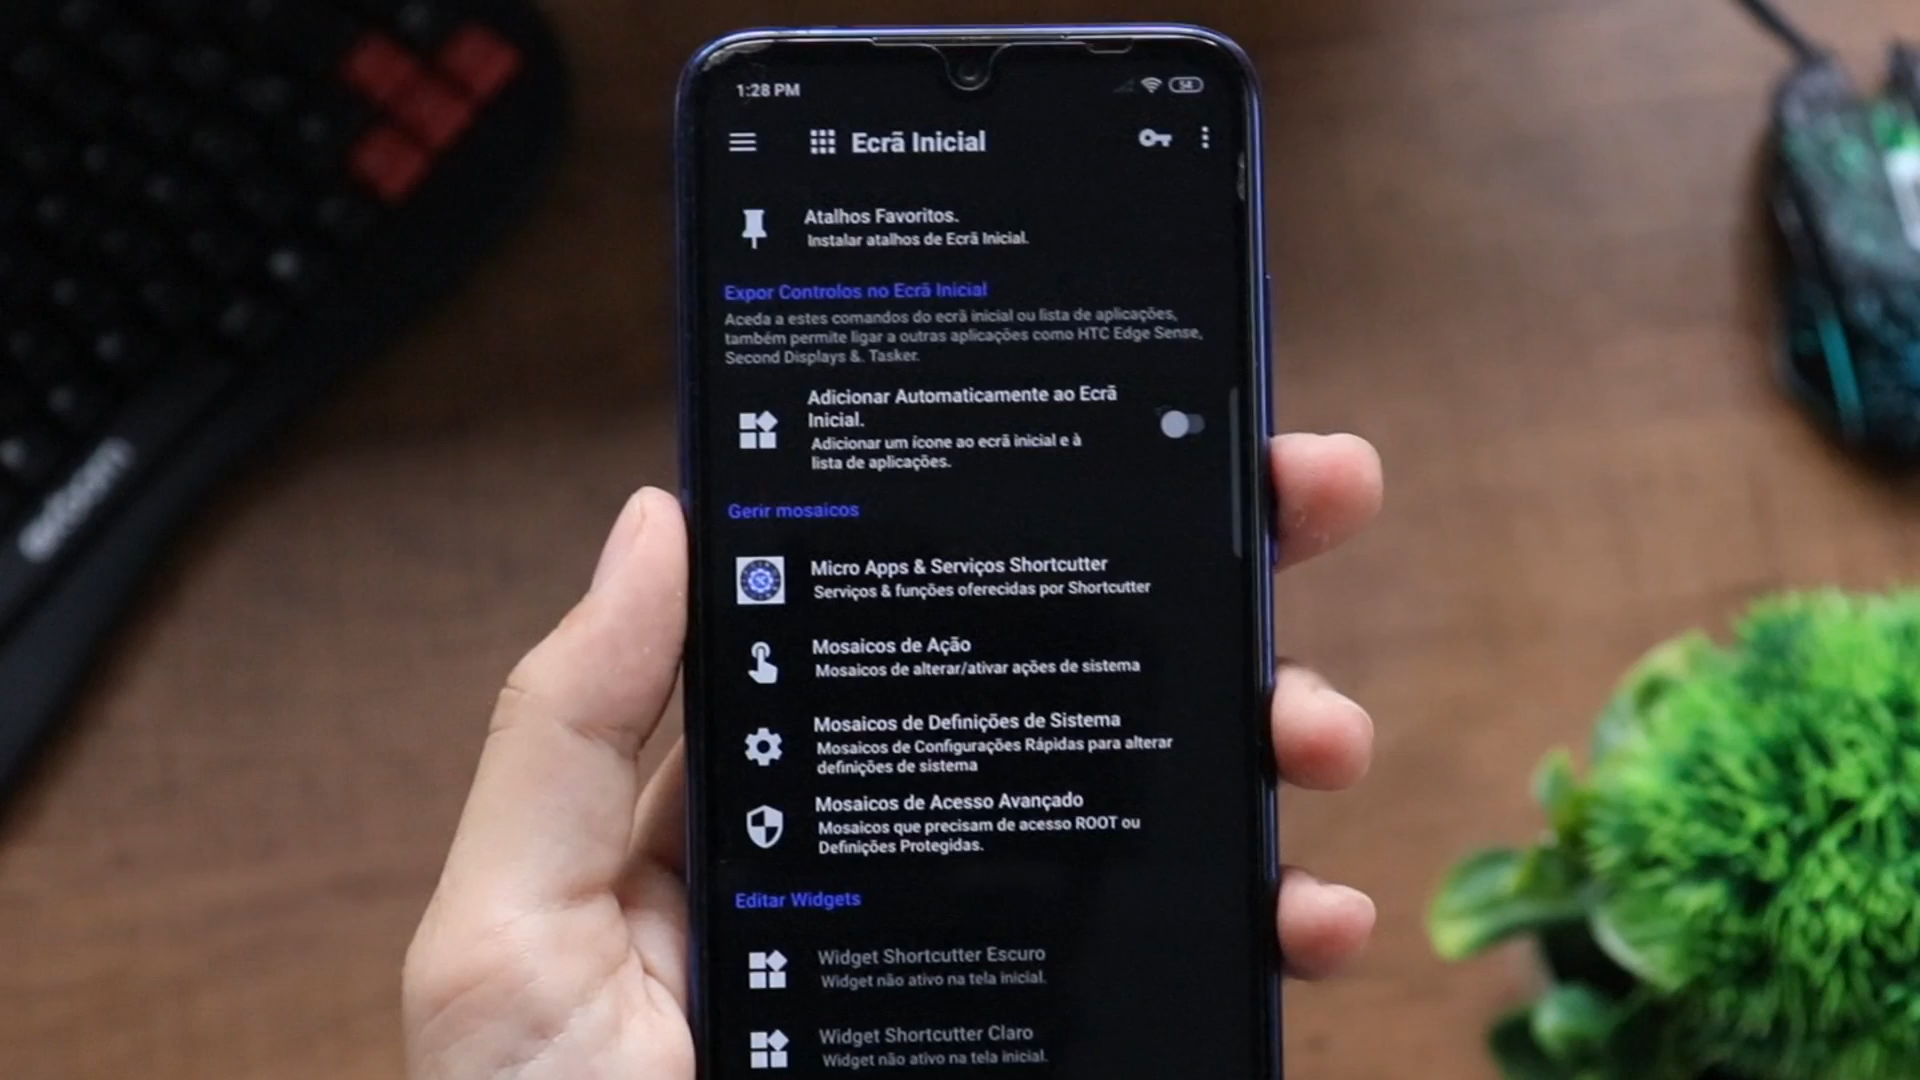 1:28 PM
54
Ecrã Inicial
Atalhos Favoritos.
Instalar atalhos de Ecrã Inicial.
Expor Controlos no Ecrã Inicial
Aceda a estes comandos do ecrã inicial ou lista de aplicações,
também permite ligar a outras aplicações como HTC Edge Sense,
Second Displays &. Tasker.
Adicionar Automaticamente ao Ecrã
Inicial.
Adicionar um ícone ao ecrã inicial e à
lista de aplicações.
Gerir mosaicos
Micro Apps & Serviços Shortcutter
Serviços & funções oferecidas por Shortcutter
Mosaicos de Ação
Mosaicos de alterar/ativar ações de sistema
Mosaicos de Definições de Sistema
Mosaicos de Configurações Rápidas para alterar
definições de sistema
Mosaicos de Acesso Avançado
Mosaicos que precisam de acesso ROOT ou
Definições Protegidas.
Editar Widgets
Widget Shortcutter Escuro
Widget não ativo na tela inicial.
Widget Shortcutter Claro
Widget não ativo na tela inicial.